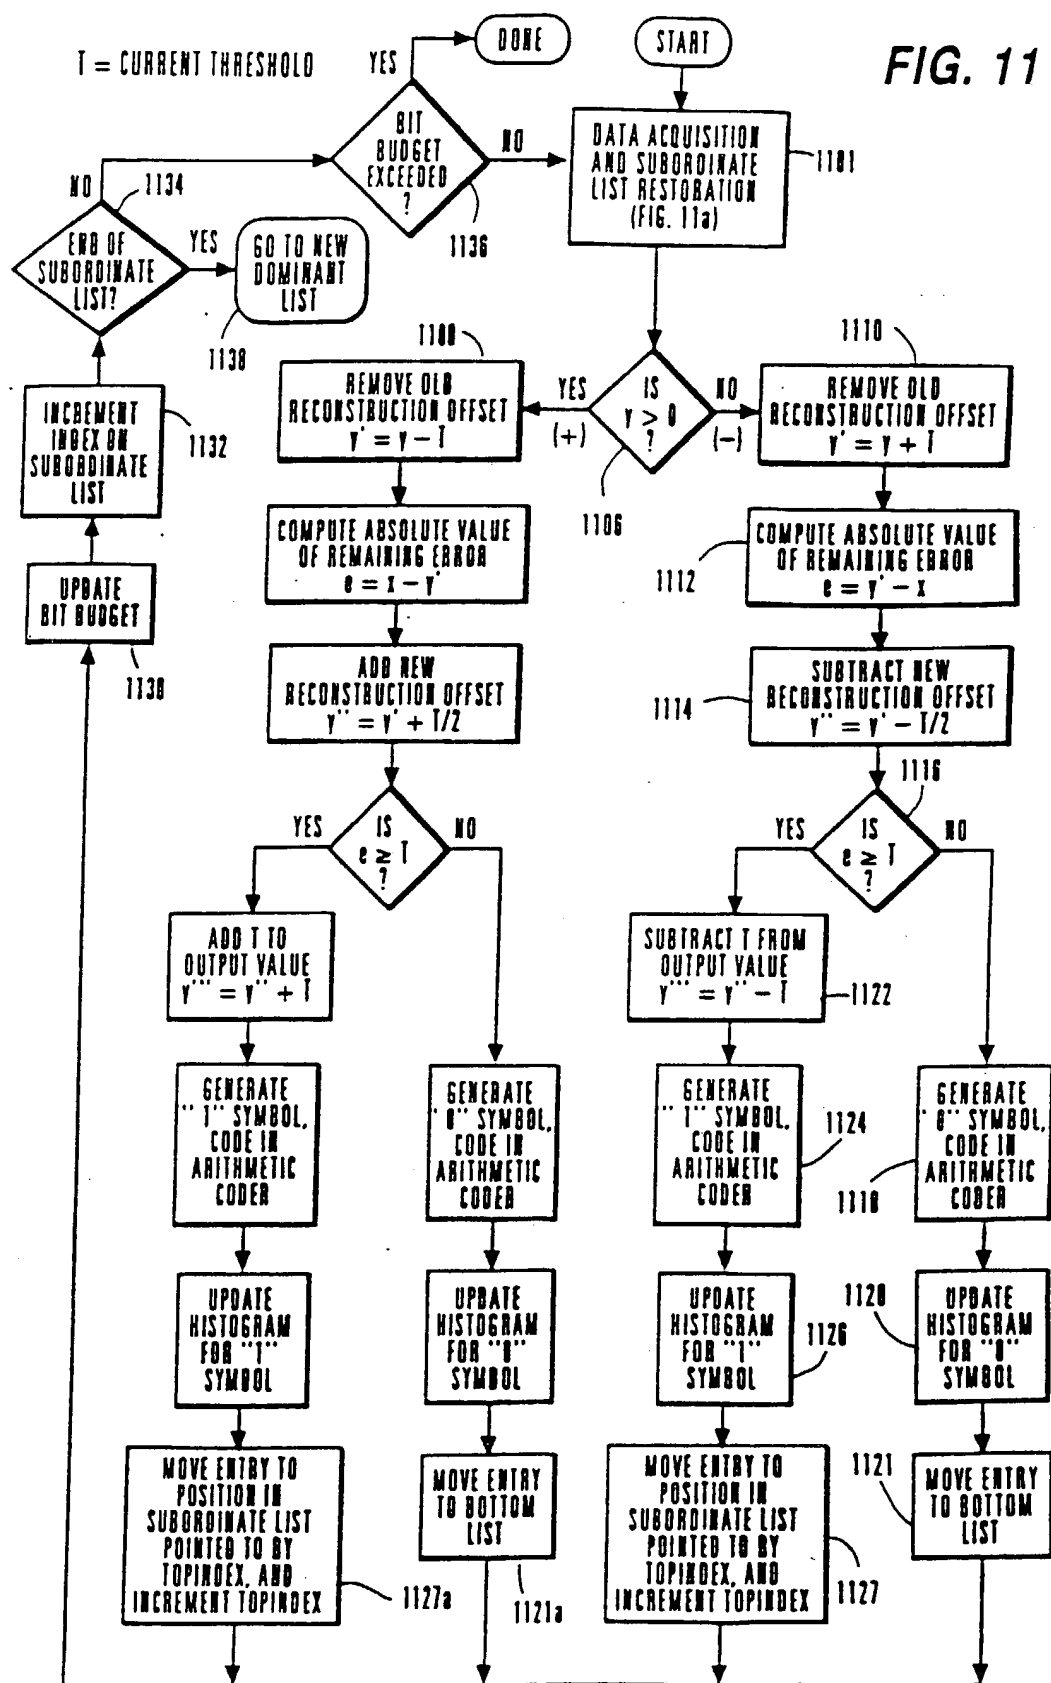 FIG. 11
T = CURRENT THRESHOLD
START
DONE
YES
BIT
BUDGET
EXCEEDED
?
NO
1136
DATA ACQUISITION
AND SUBORDINATE
LIST RESTORATION
(FIG. 11a)
1101
NO
1134
END OF
SUBORDINATE
LIST?
YES
GO TO NEW
DOMINANT
LIST
1138
INCREMENT
INDEX ON
SUBORDINATE
LIST
1132
UPDATE
BIT BUDGET
1130
IS
y > 0
?
1106
YES
(+)
NO
(-)
1108
REMOVE OLD
RECONSTRUCTION OFFSET
y' = y - T
1110
REMOVE OLD
RECONSTRUCTION OFFSET
y' = y + T
COMPUTE ABSOLUTE VALUE
OF REMAINING ERROR
e = x - y'
COMPUTE ABSOLUTE VALUE
OF REMAINING ERROR
e = y' - x
1112
ADD NEW
RECONSTRUCTION OFFSET
y'' = y' + T/2
SUBTRACT NEW
RECONSTRUCTION OFFSET
y'' = y' - T/2
1114
YES
IS
e ≥ T
?
NO
YES
IS
e ≥ T
?
NO
1116
ADD T TO
OUTPUT VALUE
y''' = y'' + T
SUBTRACT T FROM
OUTPUT VALUE
y''' = y'' - T
1122
GENERATE
"1" SYMBOL,
CODE IN
ARITHMETIC
CODER
GENERATE
'0" SYMBOL,
CODE IN
ARITHMETIC
CODER
GENERATE
"1" SYMBOL,
CODE IN
ARITHMETIC
CODER
1124
GENERATE
'0" SYMBOL,
CODE IN
ARITHMETIC
CODER
1118
UPDATE
HISTOGRAM
FOR "1"
SYMBOL
UPDATE
HISTOGRAM
FOR "0"
SYMBOL
UPDATE
HISTOGRAM
FOR "1"
SYMBOL
1126
UPDATE
HISTOGRAM
FOR "0"
SYMBOL
1120
MOVE ENTRY TO
POSITION IN
SUBORDINATE LIST
POINTED TO BY
TOPINDEX, AND
INCREMENT TOPINDEX
1127a
MOVE ENTRY
TO BOTTOM
LIST
1121a
MOVE ENTRY TO
POSITION IN
SUBORDINATE LIST
POINTED TO BY
TOPINDEX, AND
INCREMENT TOPINDEX
1127
MOVE ENTRY
TO BOTTOM
LIST
1121